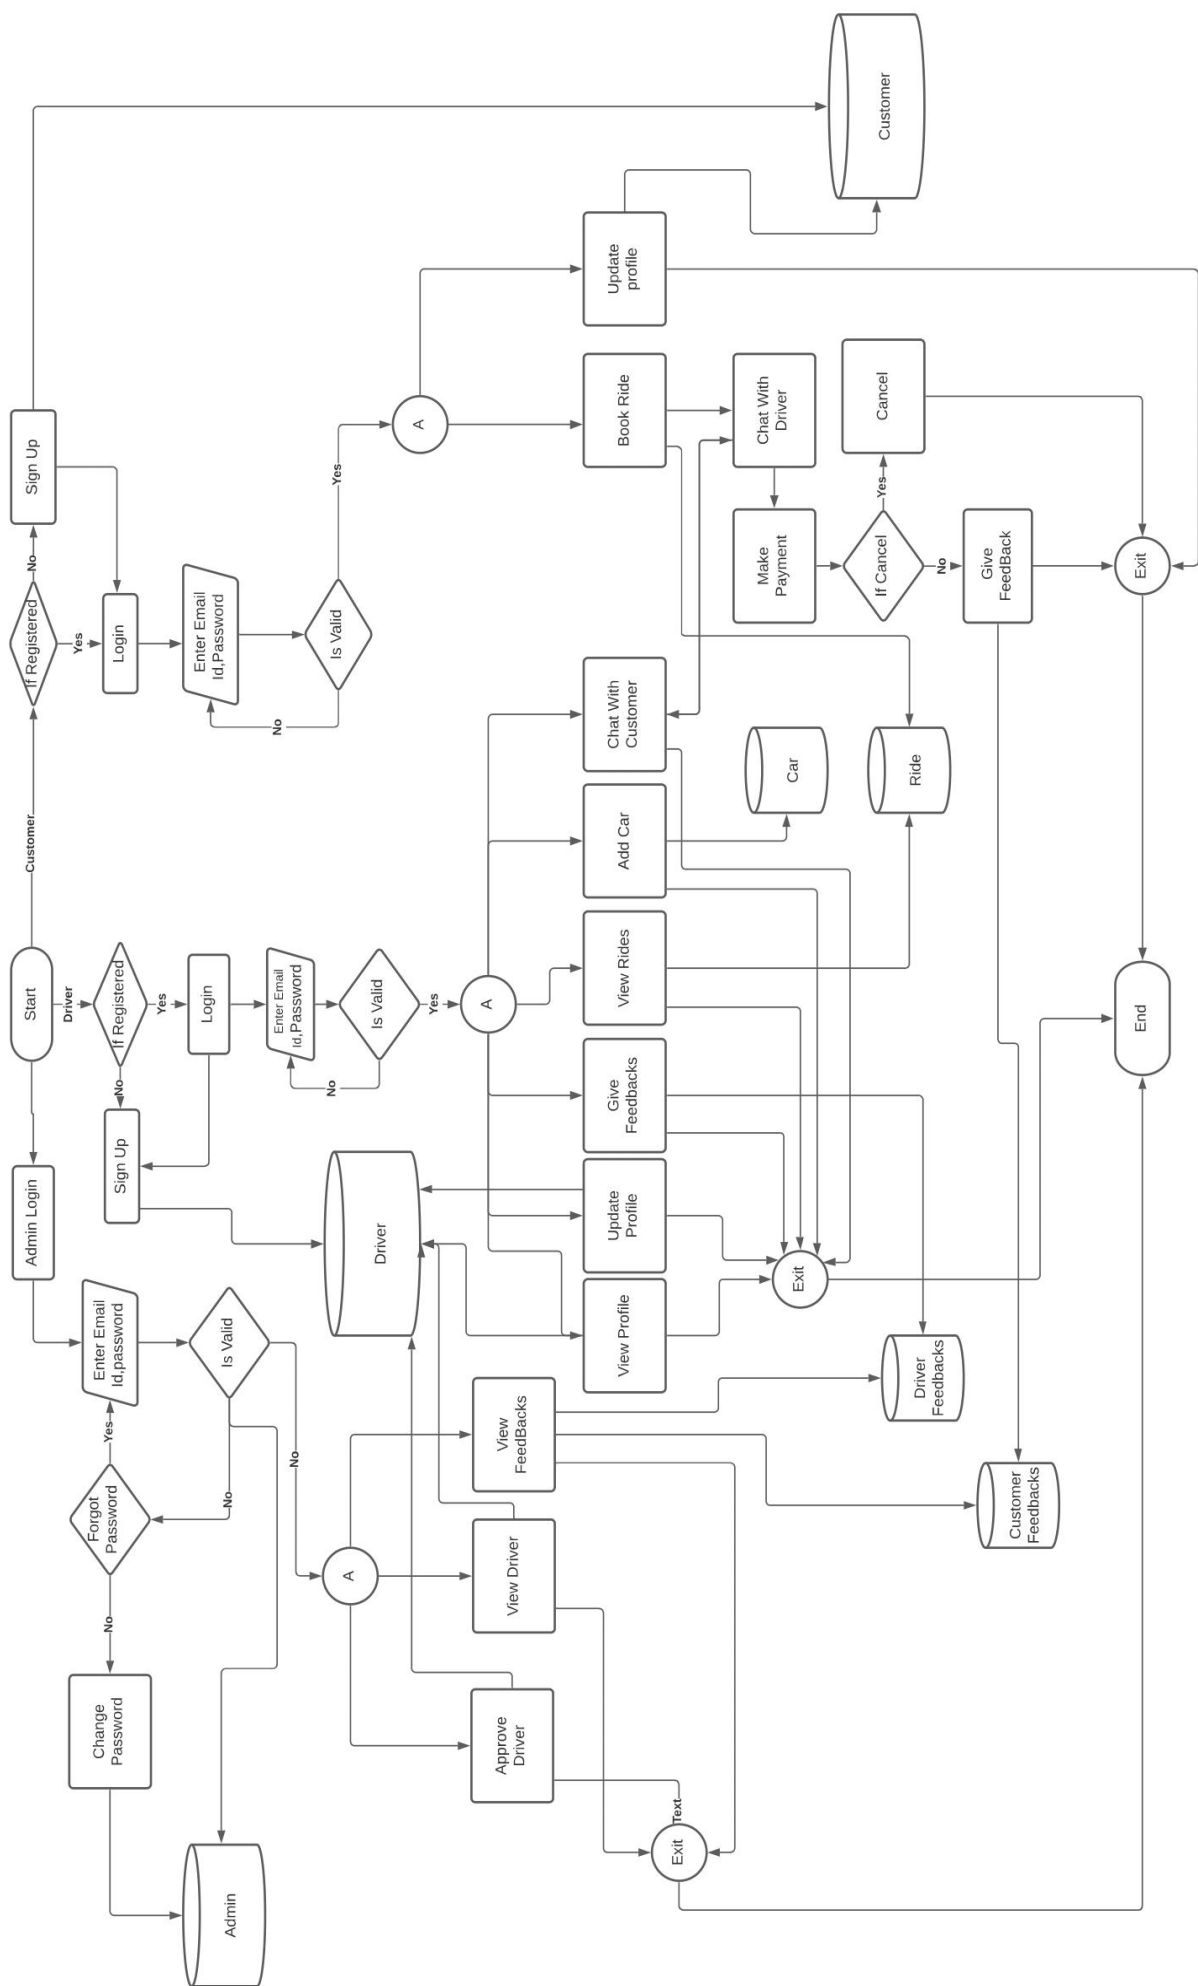 Start
Customer
Driver
Admin Login
If Registered
No
Sign Up
Yes
Login
Enter Email
Id,Password
Is Valid
No
Yes
A
Update
profile
Book Ride
Customer
Chat With
Driver
Make
Payment
If Cancel
Yes
Cancel
No
Give
FeedBack
Exit
If Registered
No
Sign Up
Yes
Login
Enter Email
Id,Password
Is Valid
No
Yes
A
Driver
View Profile
Update
Profile
Give
Feedbacks
View Rides
Add Car
Chat With
Customer
Car
Ride
Exit
Driver
Feedbacks
Customer
Feedbacks
End
Enter Email
Id,password
Is Valid
Yes
Forgot
Password
No
No
No
Change
Password
Admin
A
Approve
Driver
View Driver
View
FeedBacks
Text
Exit